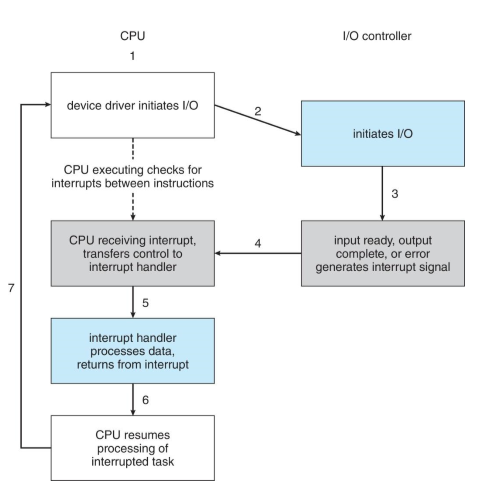 CPU
I/O controller
1
device driver initiates I/O
2
initiates I/O
CPU executing checks for
interrupts between instructions
3
CPU receiving interrupt,
transfers control to
interrupt handler
4
input ready, output
complete, or error
generates interrupt signal
7
5
interrupt handler
processes data,
returns from interrupt
6
CPU resumes
processing of
interrupted task